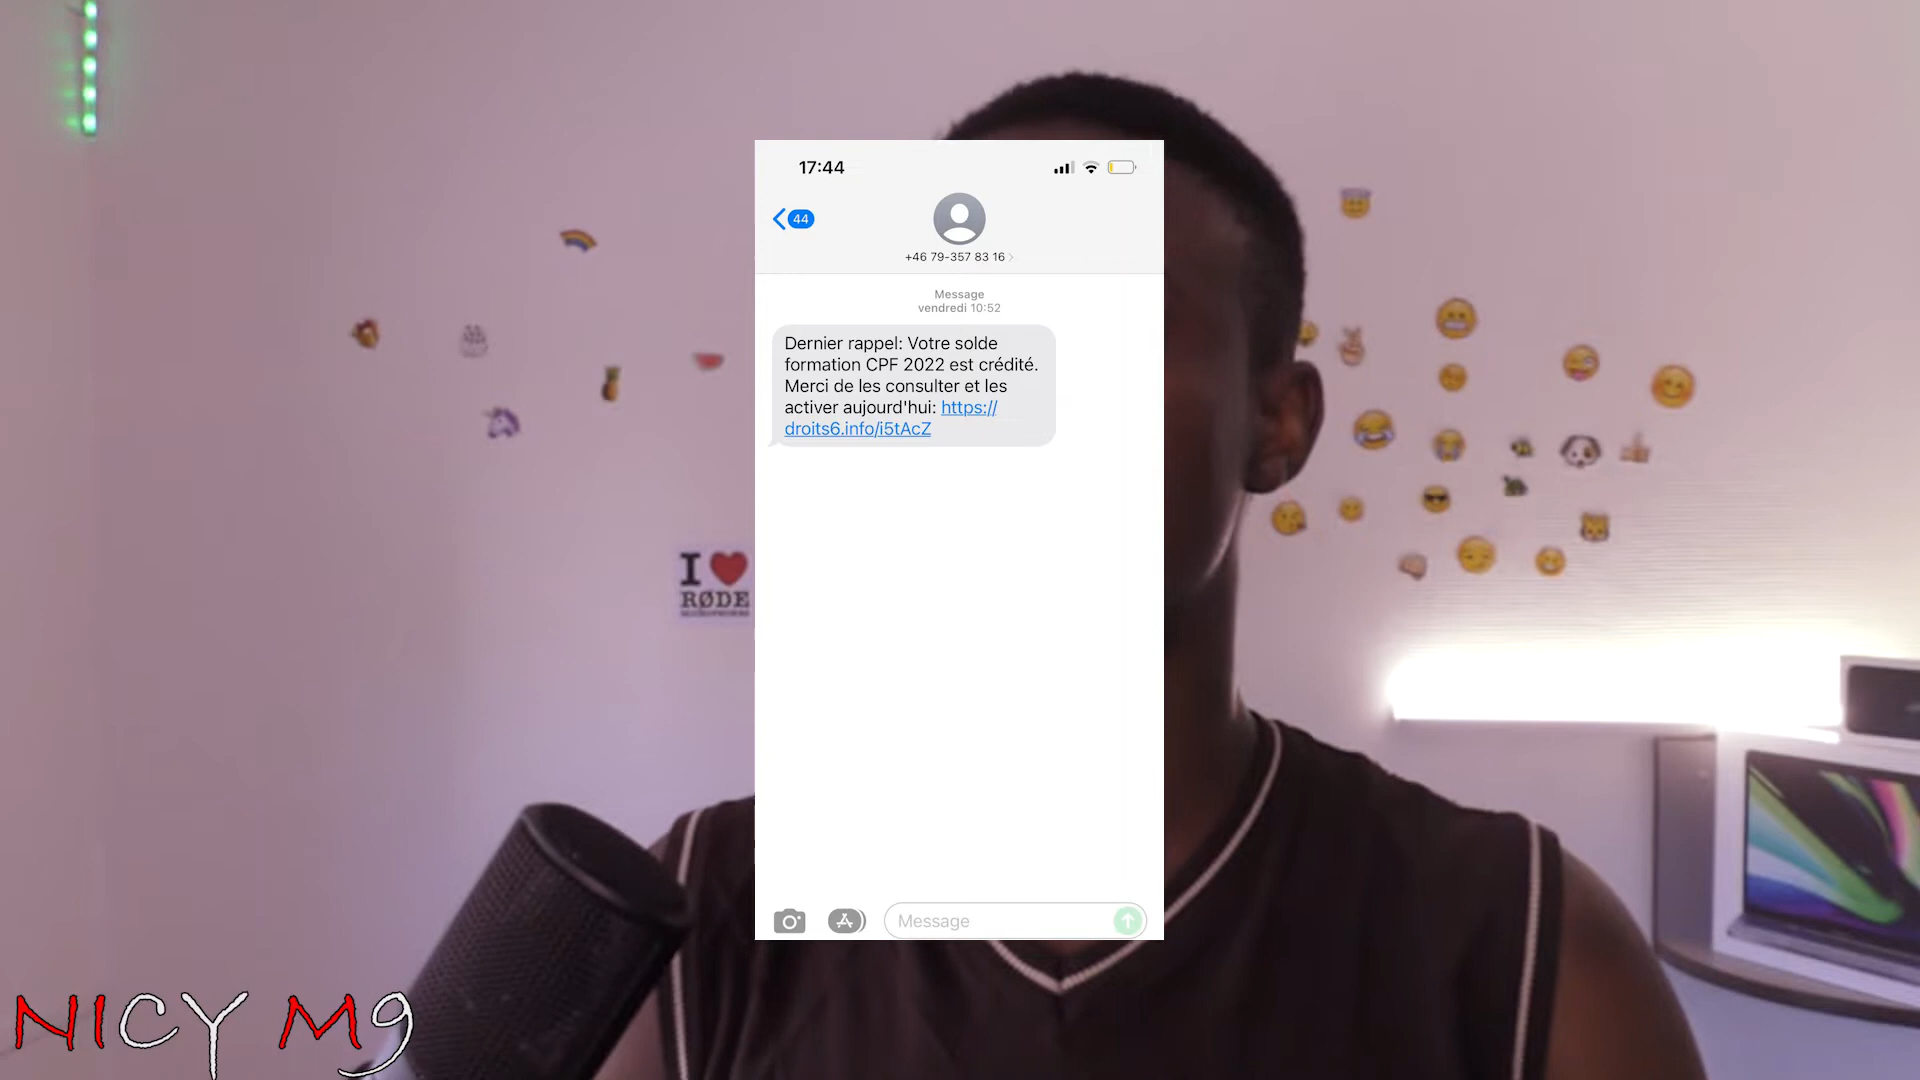 17:44
44
+46 79-357 83 16
Message
vendredi 10:52
Dernier rappel: Votre solde
formation CPF 2022 est crédité.
Merci de les consulter et les
activer aujourd'hui: https://
droits6.info/i5tAcZ
I ❤ 
RØDE
Message
NICY M9